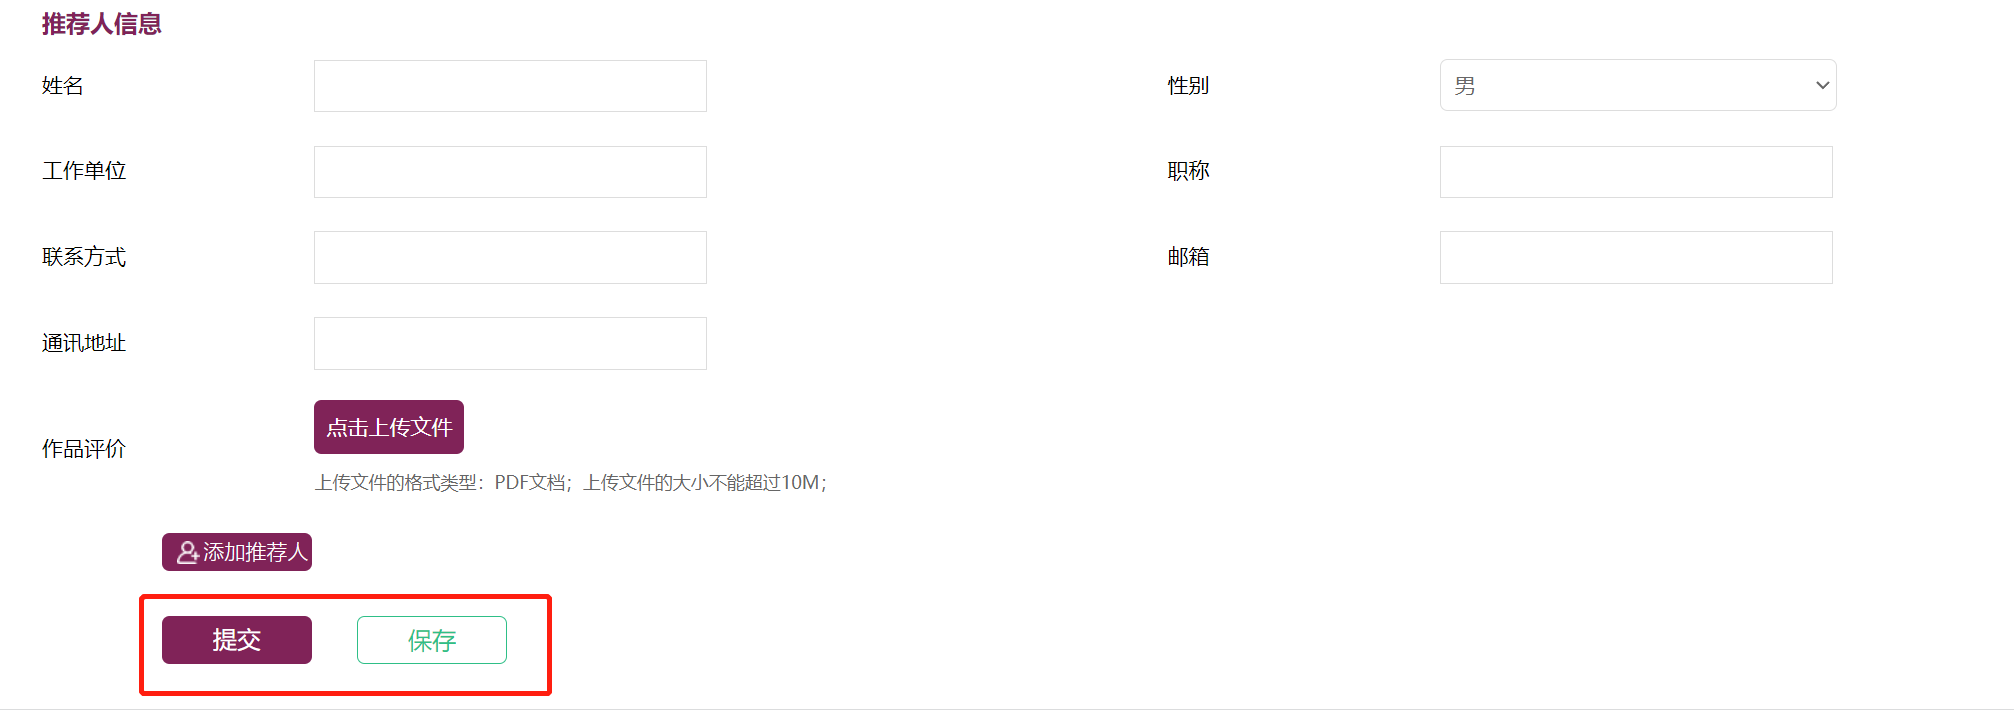 推荐人信息
姓名
性别
男
工作单位
职称
联系方式
邮箱
通讯地址
作品评价
点击上传文件
上传文件的格式类型：PDF文档；上传文件的大小不能超过10M；
添加推荐人
提交
保存